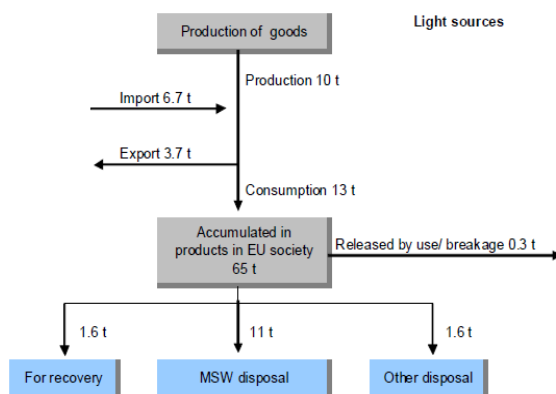 Light sources
Production of goods
Production 10 t
Import 6.7 t
Export 3.7 t
Consumption 13 t
Accumulated in
products in EU society
65 t
Released by use/ breakage 0.3 t
1.6 t
11 t
1.6 t
For recovery
MSW disposal
Other disposal